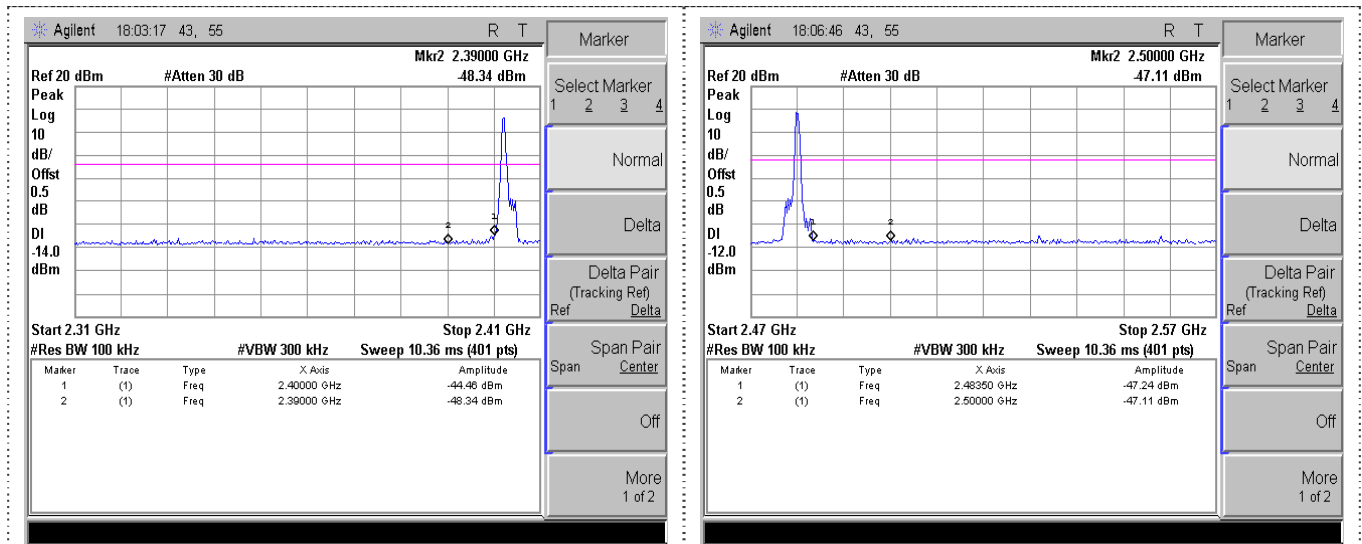 Agilent 18:03:17 43, 55 R T
Mkr2 2.39000 GHz
Ref 20 dBm #Atten 30 dB -48.34 dBm
Peak
Log
10
dB/
Offst
0.5
dB
DI
-14.0
dBm
2
1
Start 2.31 GHz Stop 2.41 GHz
#Res BW 100 kHz #VBW 300 kHz Sweep 10.36 ms (401 pts)
Marker Trace Type X Axis Amplitude
1 (1) Freq 2.40000 GHz -44.46 dBm
2 (1) Freq 2.39000 GHz -48.34 dBm
Marker
Select Marker
1 2 3 4
Normal
Delta
Delta Pair
(Tracking Ref)
Ref Delta
Span Pair
Span Center
Off
More
1 of 2
Agilent 18:06:46 43, 55 R T
Mkr2 2.50000 GHz
Ref 20 dBm #Atten 30 dB -47.11 dBm
Peak
Log
10
dB/
Offst
0.5
dB
DI
-12.0
dBm
1
2
Start 2.47 GHz Stop 2.57 GHz
#Res BW 100 kHz #VBW 300 kHz Sweep 10.36 ms (401 pts)
Marker Trace Type X Axis Amplitude
1 (1) Freq 2.48350 GHz -47.24 dBm
2 (1) Freq 2.50000 GHz -47.11 dBm
Marker
Select Marker
1 2 3 4
Normal
Delta
Delta Pair
(Tracking Ref)
Ref Delta
Span Pair
Span Center
Off
More
1 of 2